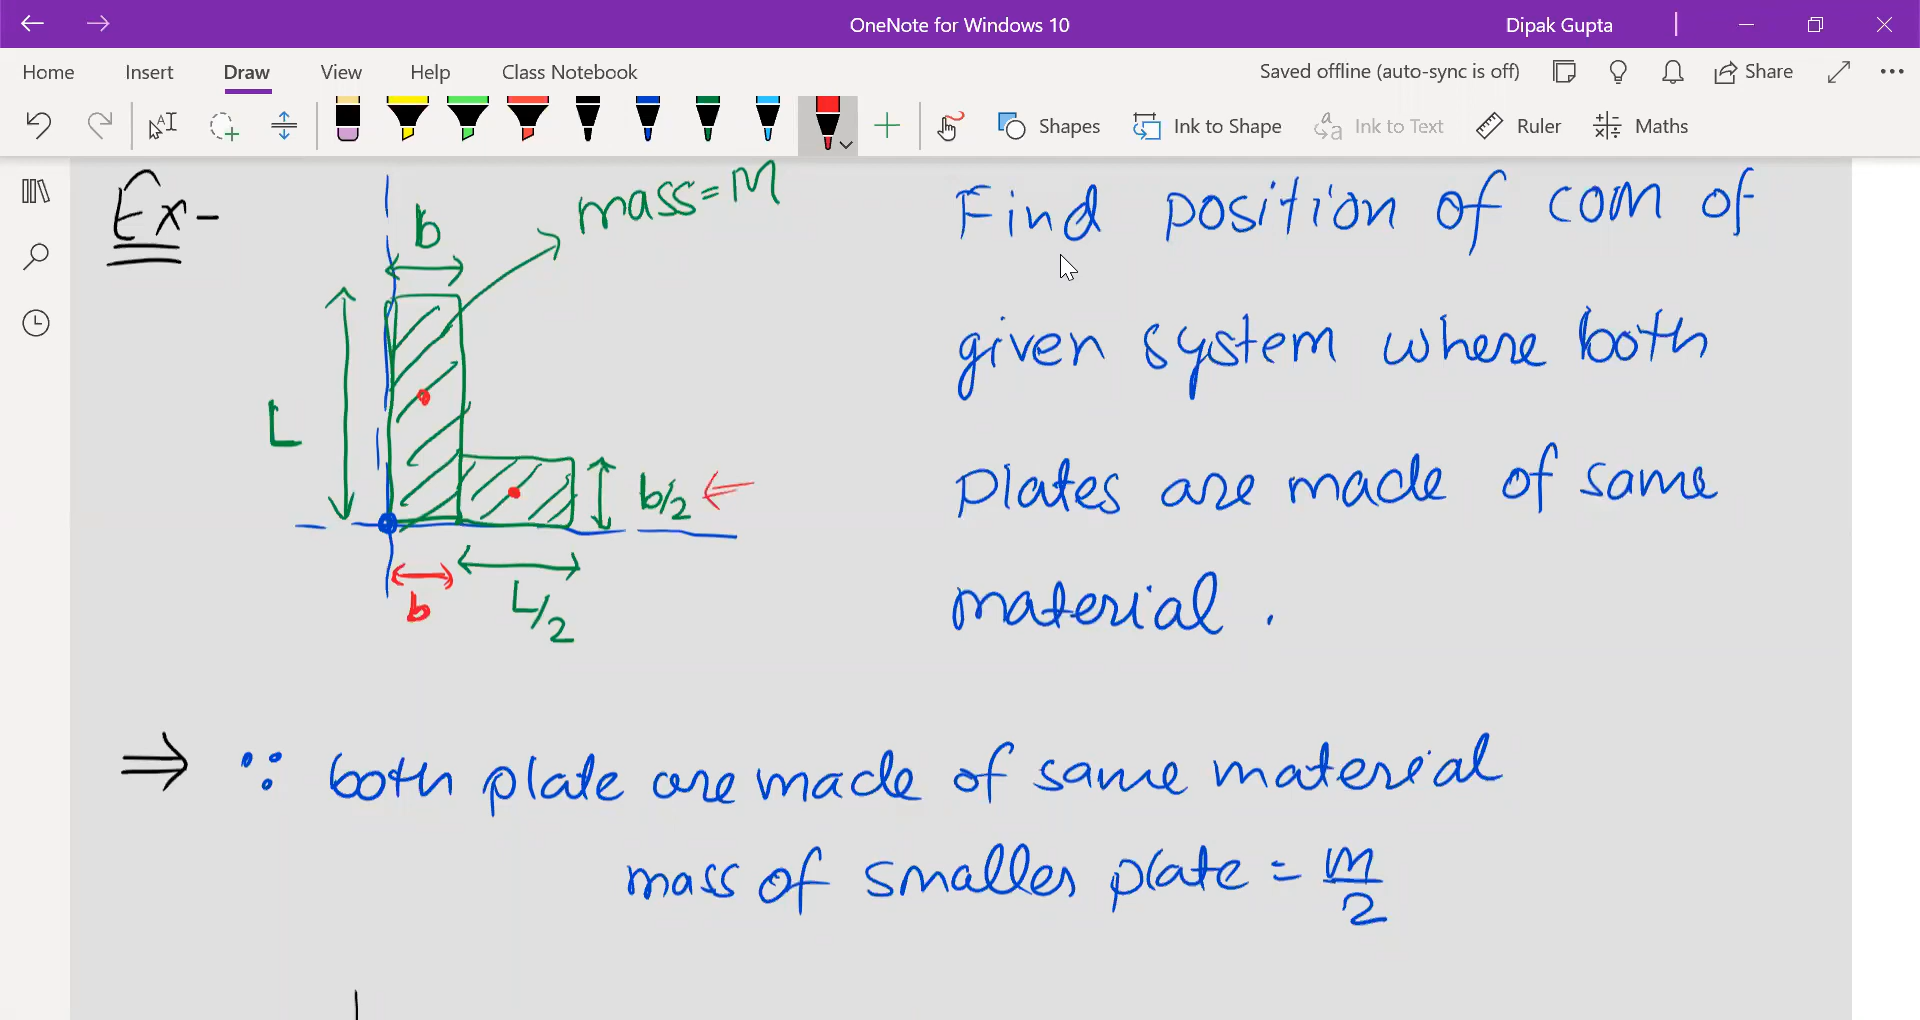 OneNote for Windows 10
Dipak Gupta
Home Insert Draw View Help Class Notebook
Saved offline (auto-sync is off) Share
Shapes Ink to Shape Ink to Text Ruler Maths
Ex-
mass = M
b
L
b/2
b
L/2
Find position of COM of
given system where both
plates are made of same
material .
⇒ ∵ both plate are made of same material
mass of smaller plate = m/2